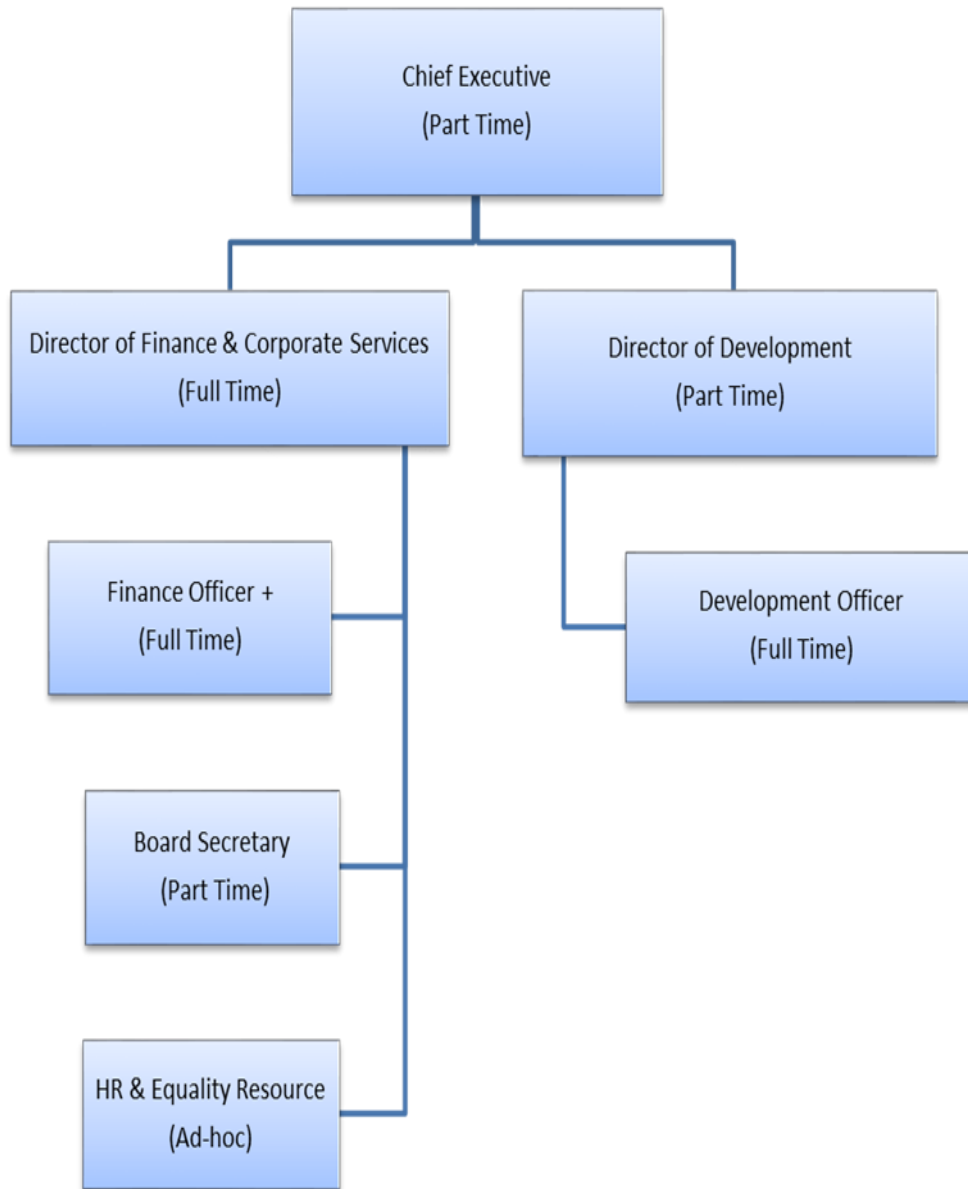 Chief Executive
(Part Time)
Director of Finance & Corporate Services
(Full Time)
Director of Development
(Part Time)
Finance Officer +
(Full Time)
Development Officer
(Full Time)
Board Secretary
(Part Time)
HR & Equality Resource
(Ad-hoc)